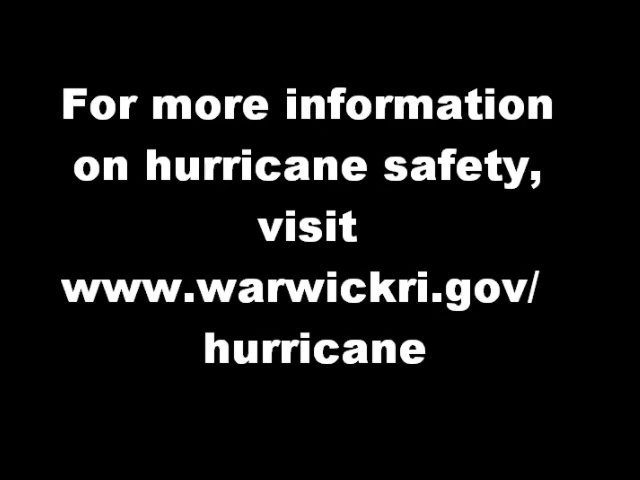 For more information
on hurricane safety,
visit
www.warwickri.gov/
hurricane